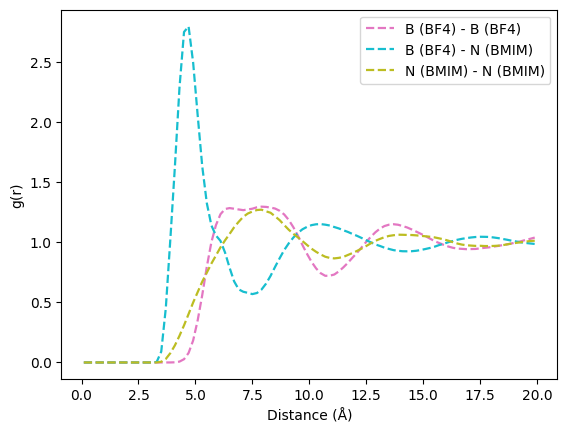 B (BF4) - B (BF4)
B (BF4) - N (BMIM)
N (BMIM) - N (BMIM)
g(r)
2.5
2.0
1.5
1.0
0.5
0.0
0.0 2.5 5.0 7.5 10.0 12.5 15.0 17.5 20.0
Distance (Å)